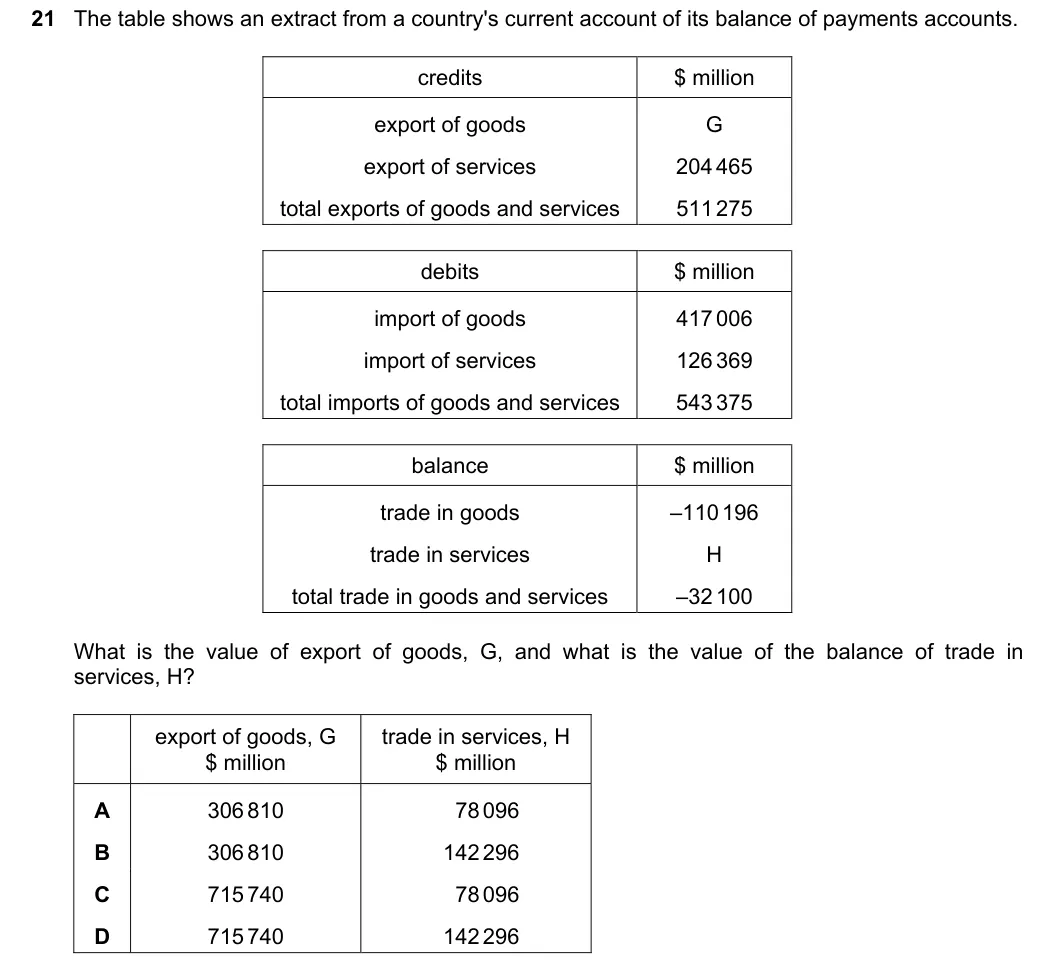 21 The table shows an extract from a country's current account of its balance of payments accounts.
credits $ million
export of goods G
export of services 204 465
total exports of goods and services 511 275
debits $ million
import of goods 417 006
import of services 126 369
total imports of goods and services 543 375
balance $ million
trade in goods –110 196
trade in services H
total trade in goods and services –32 100
What is the value of export of goods, G, and what is the value of the balance of trade in
services, H?
export of goods, G trade in services, H
$ million $ million
A 306 810 78 096
B 306 810 142 296
C 715 740 78 096
D 715 740 142 296